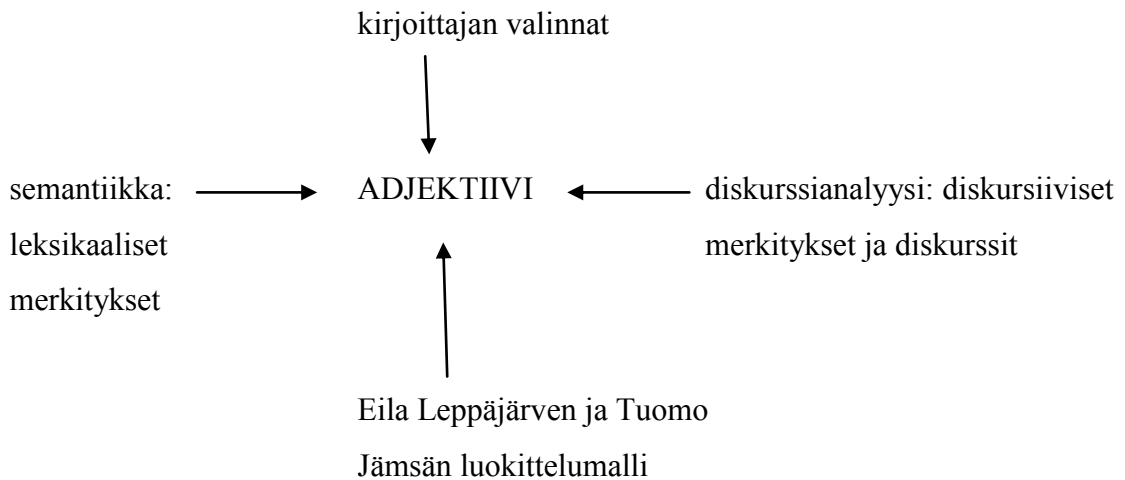 kirjoittajan valinnat
semantiikka:
leksikaaliset
merkitykset
ADJEKTIIVI
diskurssianalyysi: diskursiiviset
merkitykset ja diskurssit
Eila Leppäjärven ja Tuomo
Jämsän luokittelumalli